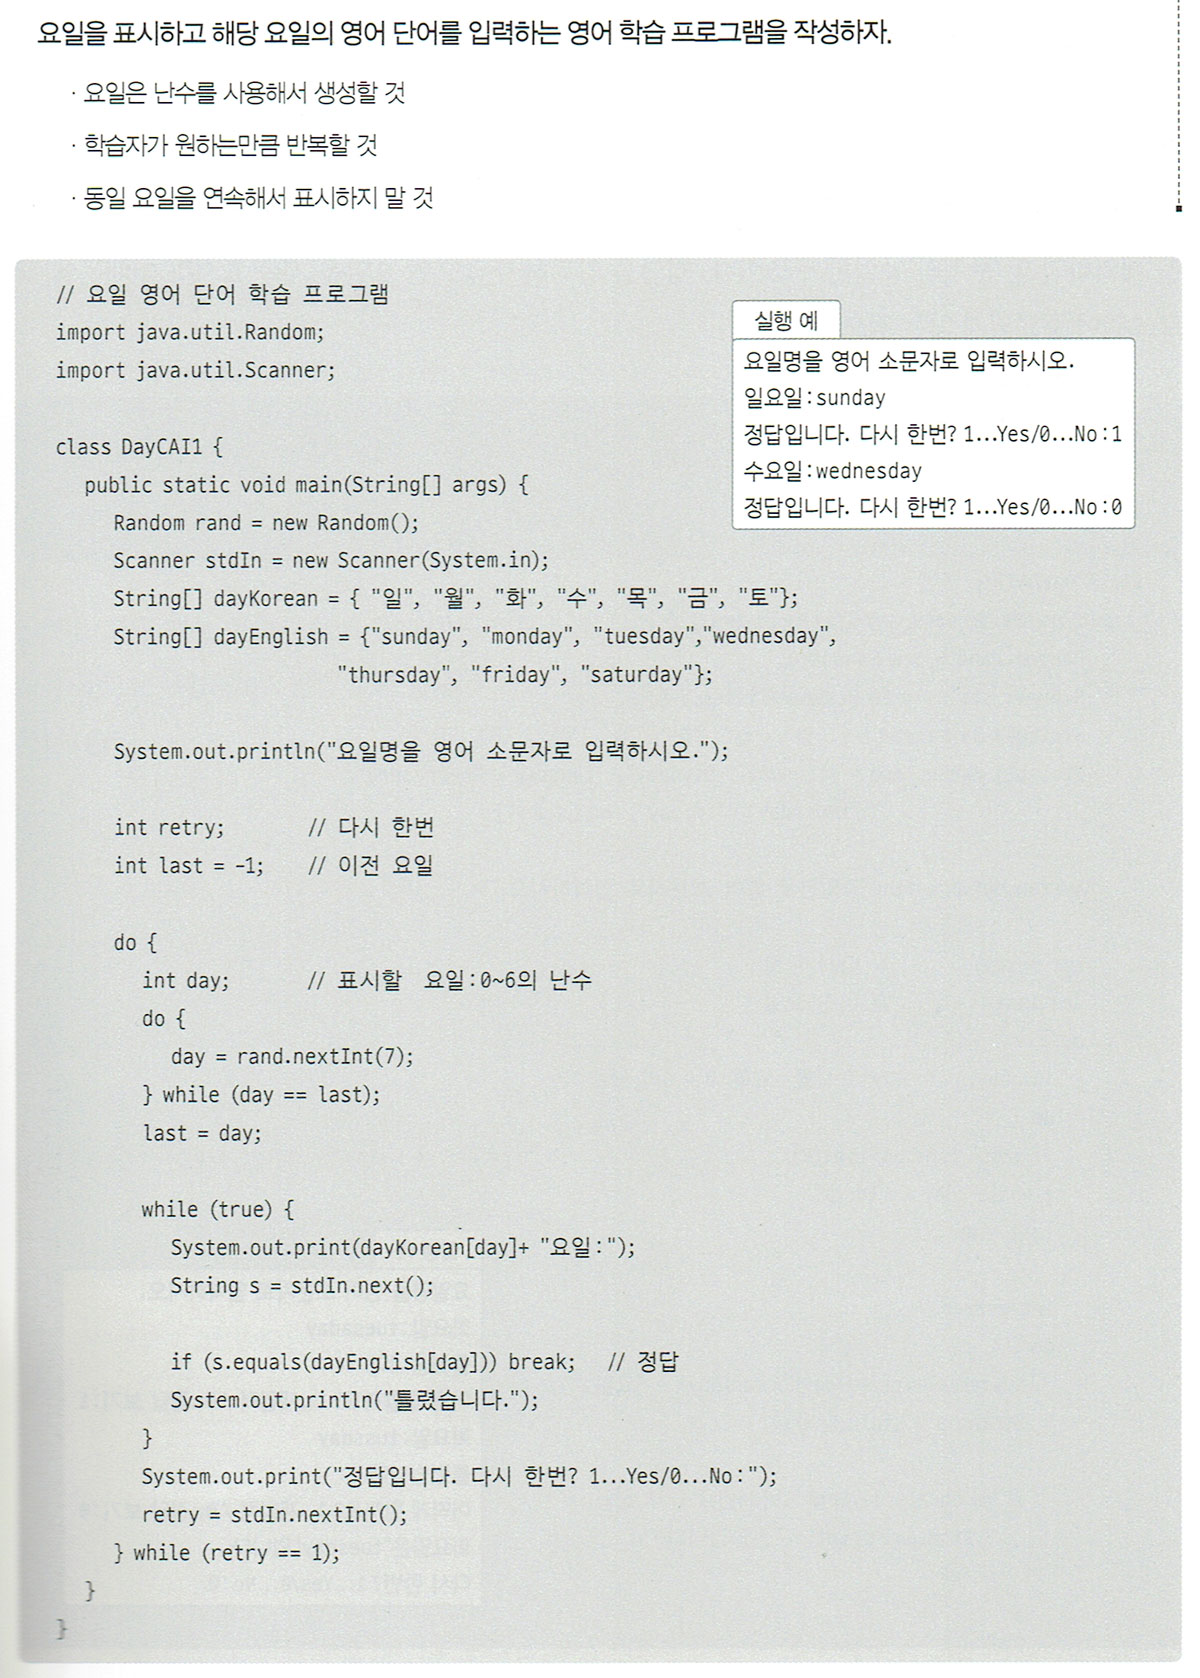 요일을 표시하고 해당 요일의 영어 단어를 입력하는 영어 학습 프로그램을 작성하자.
· 요일은 난수를 사용해서 생성할 것
· 학습자가 원하는만큼 반복할 것
· 동일 요일을 연속해서 표시하지 말 것
// 요일 영어 단어 학습 프로그램
import java.util.Random;
import java.util.Scanner;
class DayCAI1 {
public static void main(String[] args) {
Random rand = new Random();
Scanner stdIn = new Scanner(System.in);
String[] dayKorean = { "일", "월", "화", "수", "목", "금", "토"};
String[] dayEnglish = {"sunday", "monday", "tuesday","wednesday",
"thursday", "friday", "saturday"};
System.out.println("요일명을 영어 소문자로 입력하시오.");
int retry; // 다시 한번
int last = -1; // 이전 요일
do {
int day; // 표시할 요일:0~6의 난수
do {
day = rand.nextInt(7);
} while (day == last);
last = day;
while (true) {
System.out.print(dayKorean[day]+ "요일:");
String s = stdIn.next();
if (s.equals(dayEnglish[day])) break; // 정답
System.out.println("틀렸습니다.");
}
System.out.print("정답입니다. 다시 한번? 1...Yes/0...No:");
retry = stdIn.nextInt();
} while (retry == 1);
}
}
실행 예
요일명을 영어 소문자로 입력하시오.
일요일:sunday
정답입니다. 다시 한번? 1...Yes/0...No:1
수요일:wednesday
정답입니다. 다시 한번? 1...Yes/0...No:0